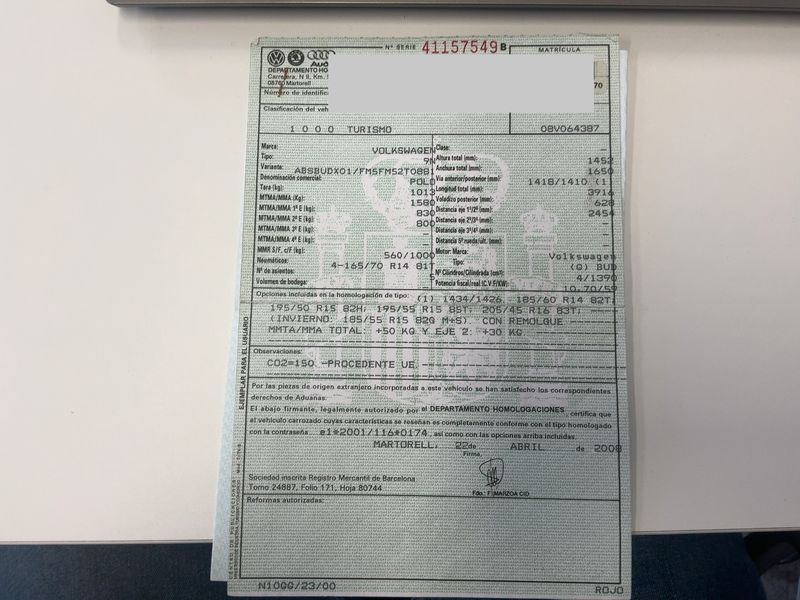 Nº SERIE 41157549 B
MATRÍCULA
Audi
DEPARTAMENTO HO
Carretera, N II, Km.
08760 Martorell
Número de identific
70
Clasificación del veh
1 0 0 0 TURISMO
08V064387
Marca: VOLKSWAGEN
Tipo: 9N
Variante: ABSBUDX01/FM5FM52T0881
Denominación comercial: POLO
Tara (kg): 1013
MTMA/MMA (Kg): 1580
MTMA/MMA 1º E (kg): 830
MTMA/MMA 2º E (kg): 800
MTMA/MMA 3º E (kg): -
MTMA/MMA 4º E (kg): -
MMR S/F, c/F (kg): 560/1000
Neumáticos: 4-165/70 R14 81T
Nº de asientos: 5
Volumen de bodega: -
Clase: -
Altura total (mm): 1452
Anchura total (mm): 1650
Vía anterior/posterior (mm): 1418/1410 (1)
Longitud total (mm): 3916
Voladizo posterior (mm): 628
Distancia eje 1º/2º (mm): 2454
Distancia eje 2º/3º (mm): -
Distancia eje 3º/4º (mm): -
Distancia 5ª rueda/ult. (mm): -
Motor: Marca: Volkswagen
Tipo: (G) BUD
Nº Cilindros/Cilindrada (cm³): 4/1390
Potencia fiscal/real (C.V.F/KW): 10,70/59
Opciones incluidas en la homologación de tipo: (1) 1434/1426. 185/60 R14 82T;
195/50 R15 82H; 195/55 R15 85T; 205/45 R16 83T;
(INVIERNO: 185/55 R15 82Q M+S). CON REMOLQUE
MMTA/MMA TOTAL: +50 KG Y EJE 2: +30 KG
Observaciones:
CO2=150 -PROCEDENTE UE.
Por las piezas de origen extranjero incorporadas a este vehículo se han satisfecho los correspondientes
derechos de Aduanas.
El abajo firmante, legalmente autorizado por el DEPARTAMENTO HOMOLOGACIONES, certifica que
el vehículo carrozado cuyas características se reseñan es completamente conforme con el tipo homologado
con la contraseña e1*2001/116*0174, así como con las opciones arriba incluidas.
MARTORELL, 22 de ABRIL de 2008
Firma,
Fdo.: F. MARZOA CID
Sociedad inscrita Registro Mercantil de Barcelona
Tomo 24887, Folio 171, Hoja 80744
Reformas autorizadas:
EJEMPLAR PARA EL USUARIO
N10GG/23/00
ROJO